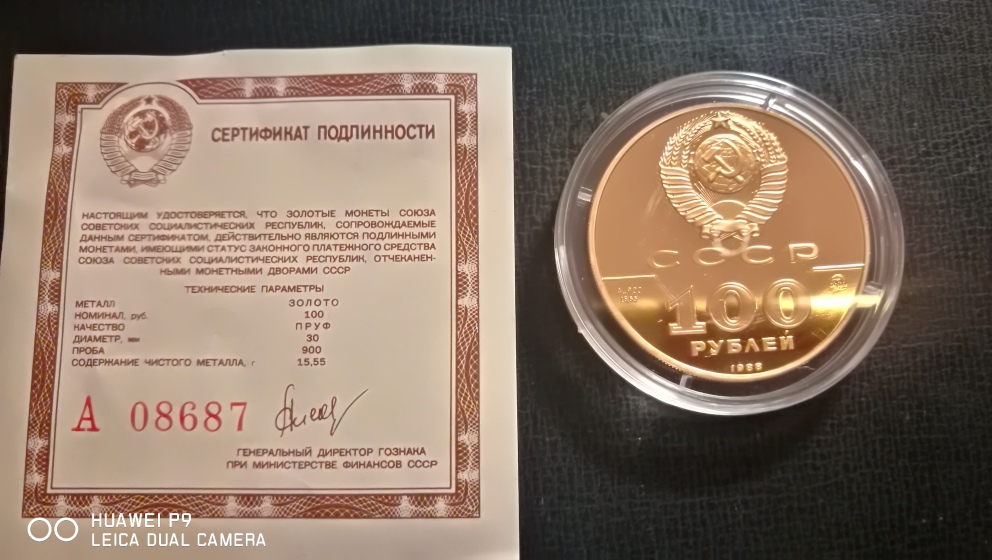 СЕРТИФИКАТ ПОДЛИННОСТИ
НАСТОЯЩИМ УДОСТОВЕРЯЕТСЯ, ЧТО ЗОЛОТЫЕ МОНЕТЫ СОЮЗА
СОВЕТСКИХ СОЦИАЛИСТИЧЕСКИХ РЕСПУБЛИК, СОПРОВОЖДАЕМЫЕ
ДАННЫМ СЕРТИФИКАТОМ, ДЕЙСТВИТЕЛЬНО ЯВЛЯЮТСЯ ПОДЛИННЫМИ
МОНЕТАМИ, ИМЕЮЩИМИ СТАТУС ЗАКОННОГО ПЛАТЕЖНОГО СРЕДСТВА
СОЮЗА СОВЕТСКИХ СОЦИАЛИСТИЧЕСКИХ РЕСПУБЛИК, ОТЧЕКАНЕН-
НЫМИ МОНЕТНЫМИ ДВОРАМИ СССР
ТЕХНИЧЕСКИЕ ПАРАМЕТРЫ
МЕТАЛЛ ЗОЛОТО
НОМИНАЛ, руб. 100
КАЧЕСТВО ПРУФ
ДИАМЕТР, мм 30
ПРОБА 900
СОДЕРЖАНИЕ ЧИСТОГО МЕТАЛЛА, г 15,55
А 08687
ГЕНЕРАЛЬНЫЙ ДИРЕКТОР ГОЗНАКА
ПРИ МИНИСТЕРСТВЕ ФИНАНСОВ СССР
СССР
100
РУБЛЕЙ
1988
HUAWEI P9
LEICA DUAL CAMERA